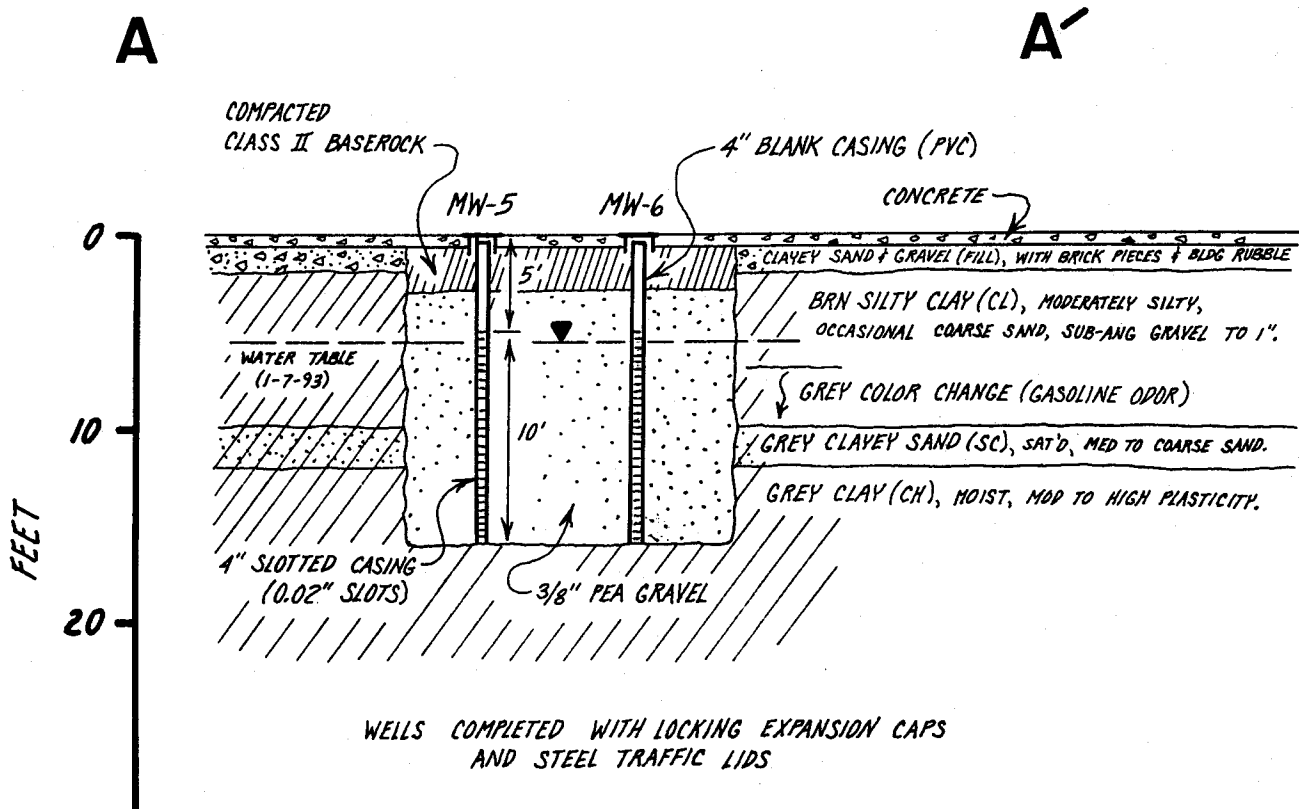 A
A′
COMPACTED
CLASS II BASEROCK
4" BLANK CASING (PVC)
CONCRETE
MW-5
MW-6
0
CLAYEY SAND & GRAVEL (FILL), WITH BRICK PIECES & BLDG RUBBLE
5'
BRN SILTY CLAY (CL), MODERATELY SILTY,
OCCASIONAL COARSE SAND, SUB-ANG GRAVEL TO 1".
WATER TABLE
(1-7-93)
GREY COLOR CHANGE (GASOLINE ODOR)
10
10'
GREY CLAYEY SAND (SC), SAT'D, MED TO COARSE SAND.
GREY CLAY (CH), MOIST, MOD TO HIGH PLASTICITY.
FEET
4" SLOTTED CASING
(0.02" SLOTS)
3/8" PEA GRAVEL
20
WELLS COMPLETED WITH LOCKING EXPANSION CAPS
AND STEEL TRAFFIC LIDS